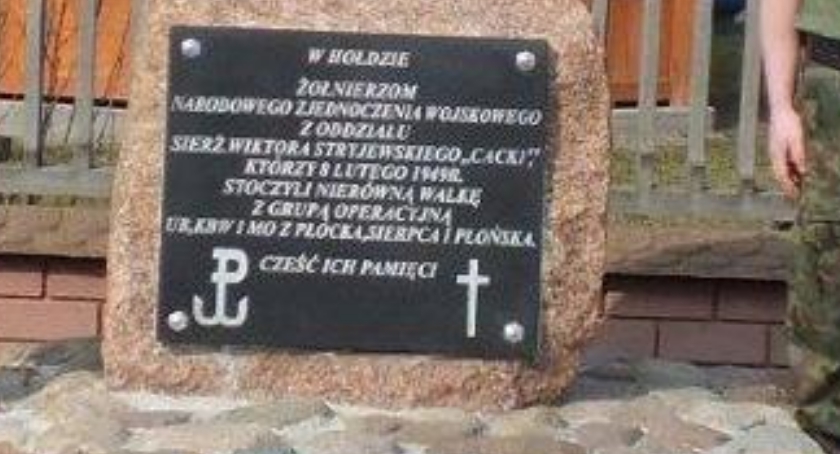 W HOŁDZIE
ŻOŁNIERZOM
NARODOWEGO ZJEDNOCZENIA WOJSKOWEGO
Z ODDZIAŁU
SIERŻ. WIKTORA STRYJEWSKIEGO „CACKI”,
KTÓRZY 8 LUTEGO 1949R.
STOCZYLI NIERÓWNĄ WALKĘ
Z GRUPĄ OPERACYJNĄ
UB, KBW I MO Z PŁOCKA, SIERPCA I PŁOŃSKA.
CZEŚĆ ICH PAMIĘCI